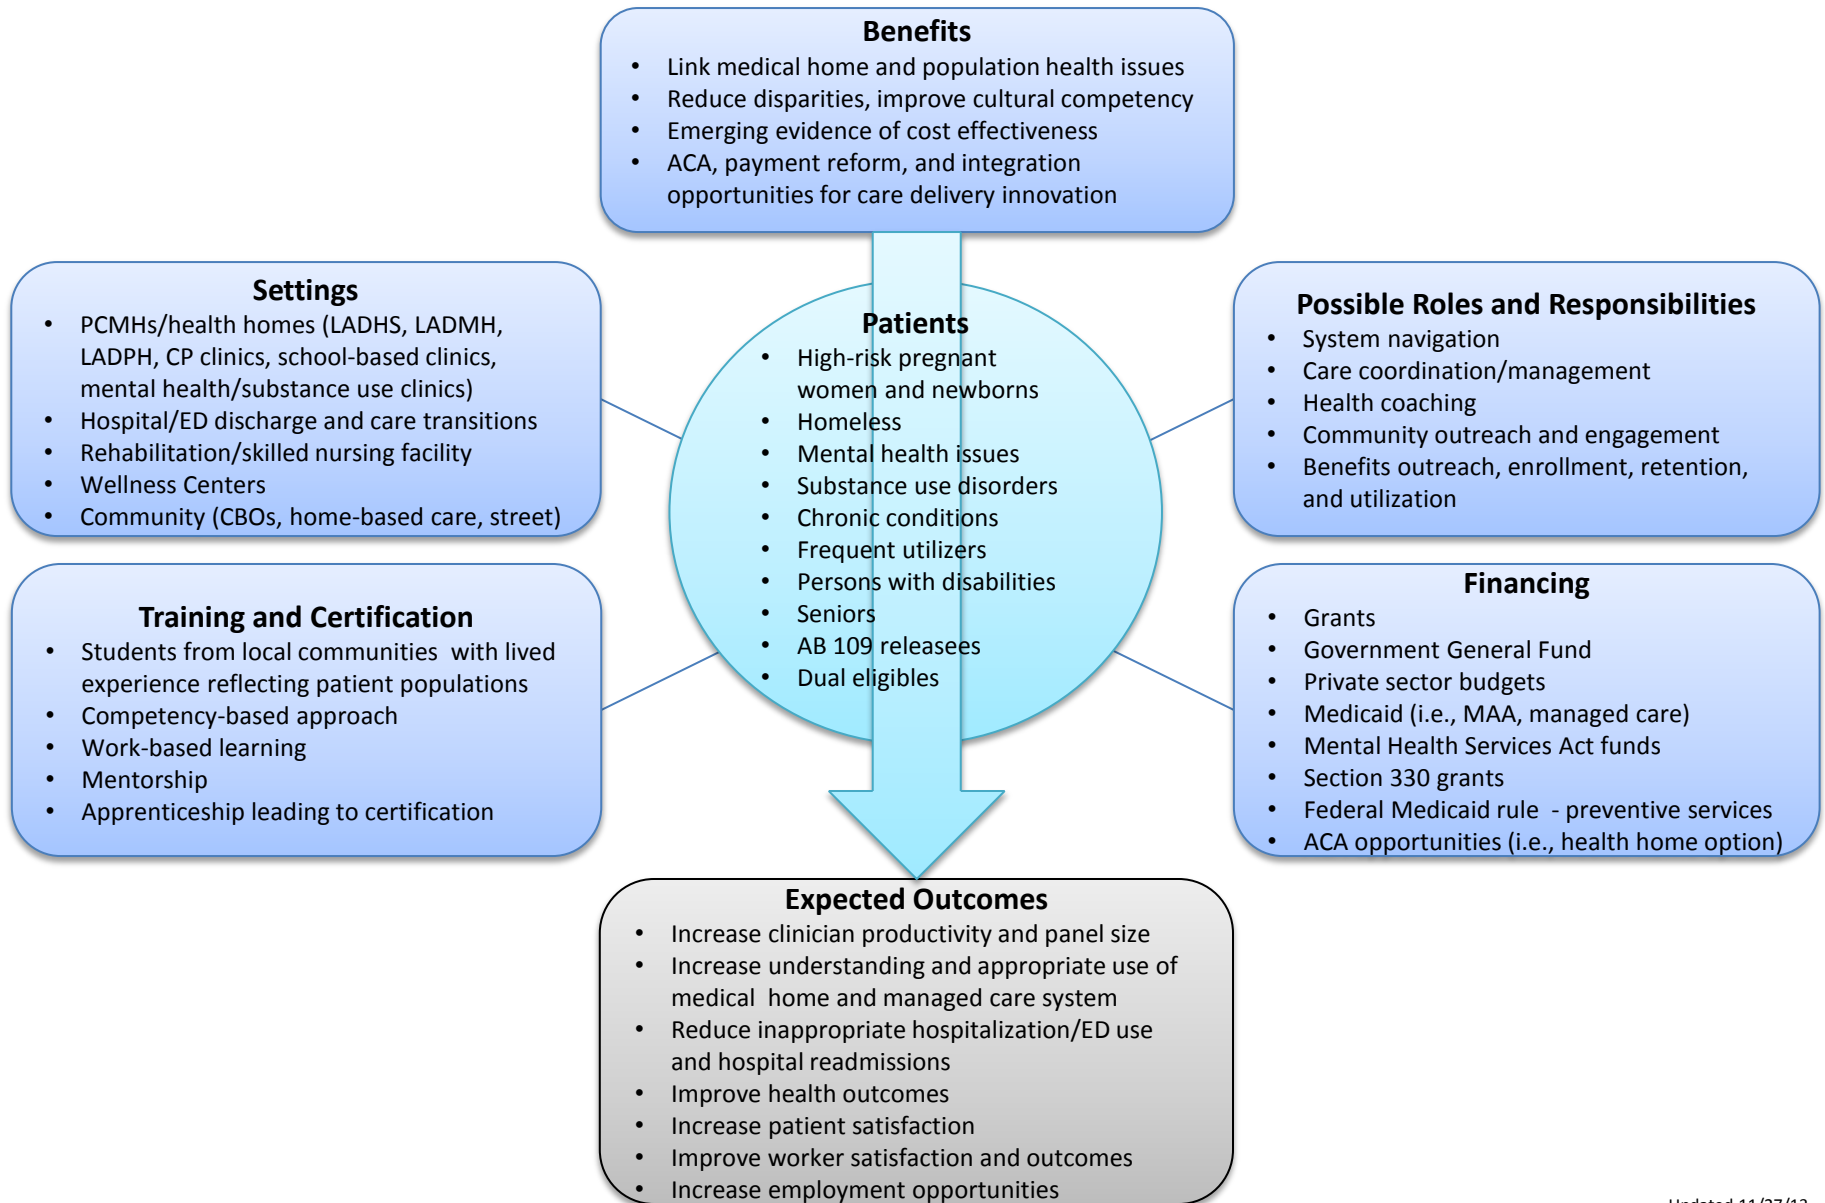 Benefits
• Link medical home and population health issues
• Reduce disparities, improve cultural competency
• Emerging evidence of cost effectiveness
• ACA, payment reform, and integration
opportunities for care delivery innovation
Settings
• PCMHs/health homes (LADHS, LADMH,
LADPH, CP clinics, school-based clinics,
mental health/substance use clinics)
• Hospital/ED discharge and care transitions
• Rehabilitation/skilled nursing facility
• Wellness Centers
• Community (CBOs, home-based care, street)
Patients
• High-risk pregnant
women and newborns
• Homeless
• Mental health issues
• Substance use disorders
• Chronic conditions
• Frequent utilizers
• Persons with disabilities
• Seniors
• AB 109 releasees
• Dual eligibles
Possible Roles and Responsibilities
• System navigation
• Care coordination/management
• Health coaching
• Community outreach and engagement
• Benefits outreach, enrollment, retention,
and utilization
Training and Certification
• Students from local communities with lived
experience reflecting patient populations
• Competency-based approach
• Work-based learning
• Mentorship
• Apprenticeship leading to certification
Financing
• Grants
• Government General Fund
• Private sector budgets
• Medicaid (i.e., MAA, managed care)
• Mental Health Services Act funds
• Section 330 grants
• Federal Medicaid rule - preventive services
• ACA opportunities (i.e., health home option)
Expected Outcomes
• Increase clinician productivity and panel size
• Increase understanding and appropriate use of
medical home and managed care system
• Reduce inappropriate hospitalization/ED use
and hospital readmissions
• Improve health outcomes
• Increase patient satisfaction
• Improve worker satisfaction and outcomes
• Increase employment opportunities
Updated 11/27/13